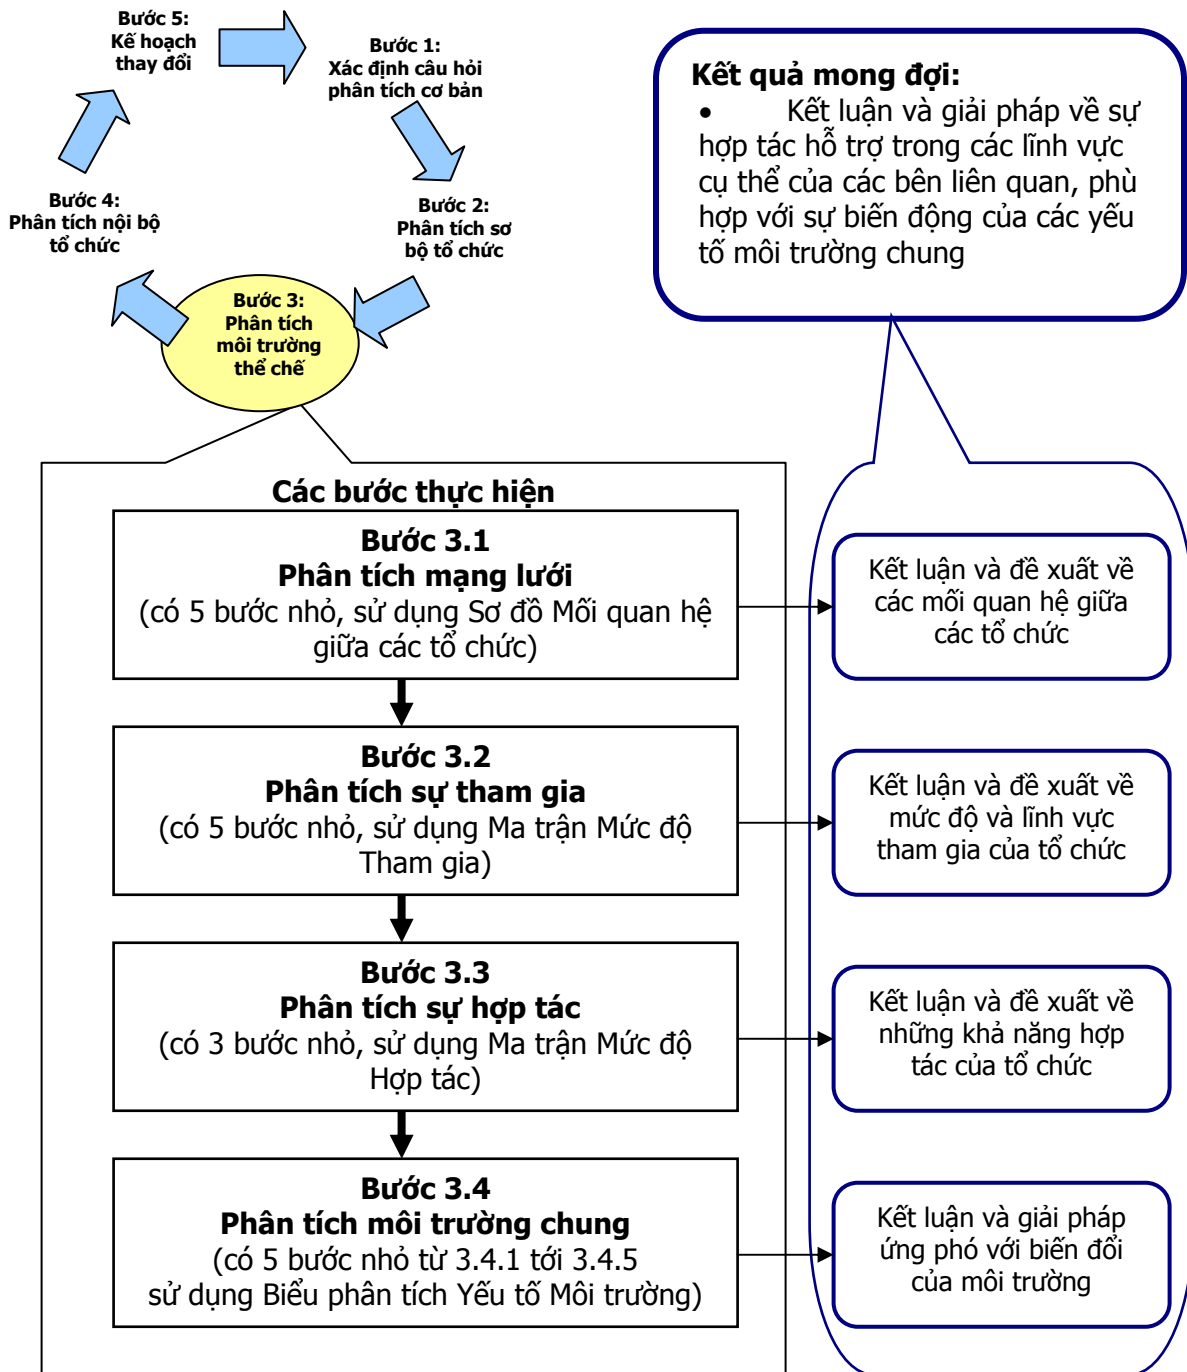 Bước 5:
Kế hoạch
thay đổi
Bước 1:
Xác định câu hỏi
phân tích cơ bản
Bước 2:
Phân tích sơ
bộ tổ chức
Bước 3:
Phân tích
môi trường
thể chế
Bước 4:
Phân tích nội bộ
tổ chức
Kết quả mong đợi:
• Kết luận và giải pháp về sự
hợp tác hỗ trợ trong các lĩnh vực
cụ thể của các bên liên quan, phù
hợp với sự biến động của các yếu
tố môi trường chung
Các bước thực hiện
Bước 3.1
Phân tích mạng lưới
(có 5 bước nhỏ, sử dụng Sơ đồ Mối quan hệ
giữa các tổ chức)
Kết luận và đề xuất về
các mối quan hệ giữa
các tổ chức
Bước 3.2
Phân tích sự tham gia
(có 5 bước nhỏ, sử dụng Ma trận Mức độ
Tham gia)
Kết luận và đề xuất về
mức độ và lĩnh vực
tham gia của tổ chức
Bước 3.3
Phân tích sự hợp tác
(có 3 bước nhỏ, sử dụng Ma trận Mức độ
Hợp tác)
Kết luận và đề xuất về
những khả năng hợp
tác của tổ chức
Bước 3.4
Phân tích môi trường chung
(có 5 bước nhỏ từ 3.4.1 tới 3.4.5
sử dụng Biểu phân tích Yếu tố Môi trường)
Kết luận và giải pháp
ứng phó với biến đổi
của môi trường